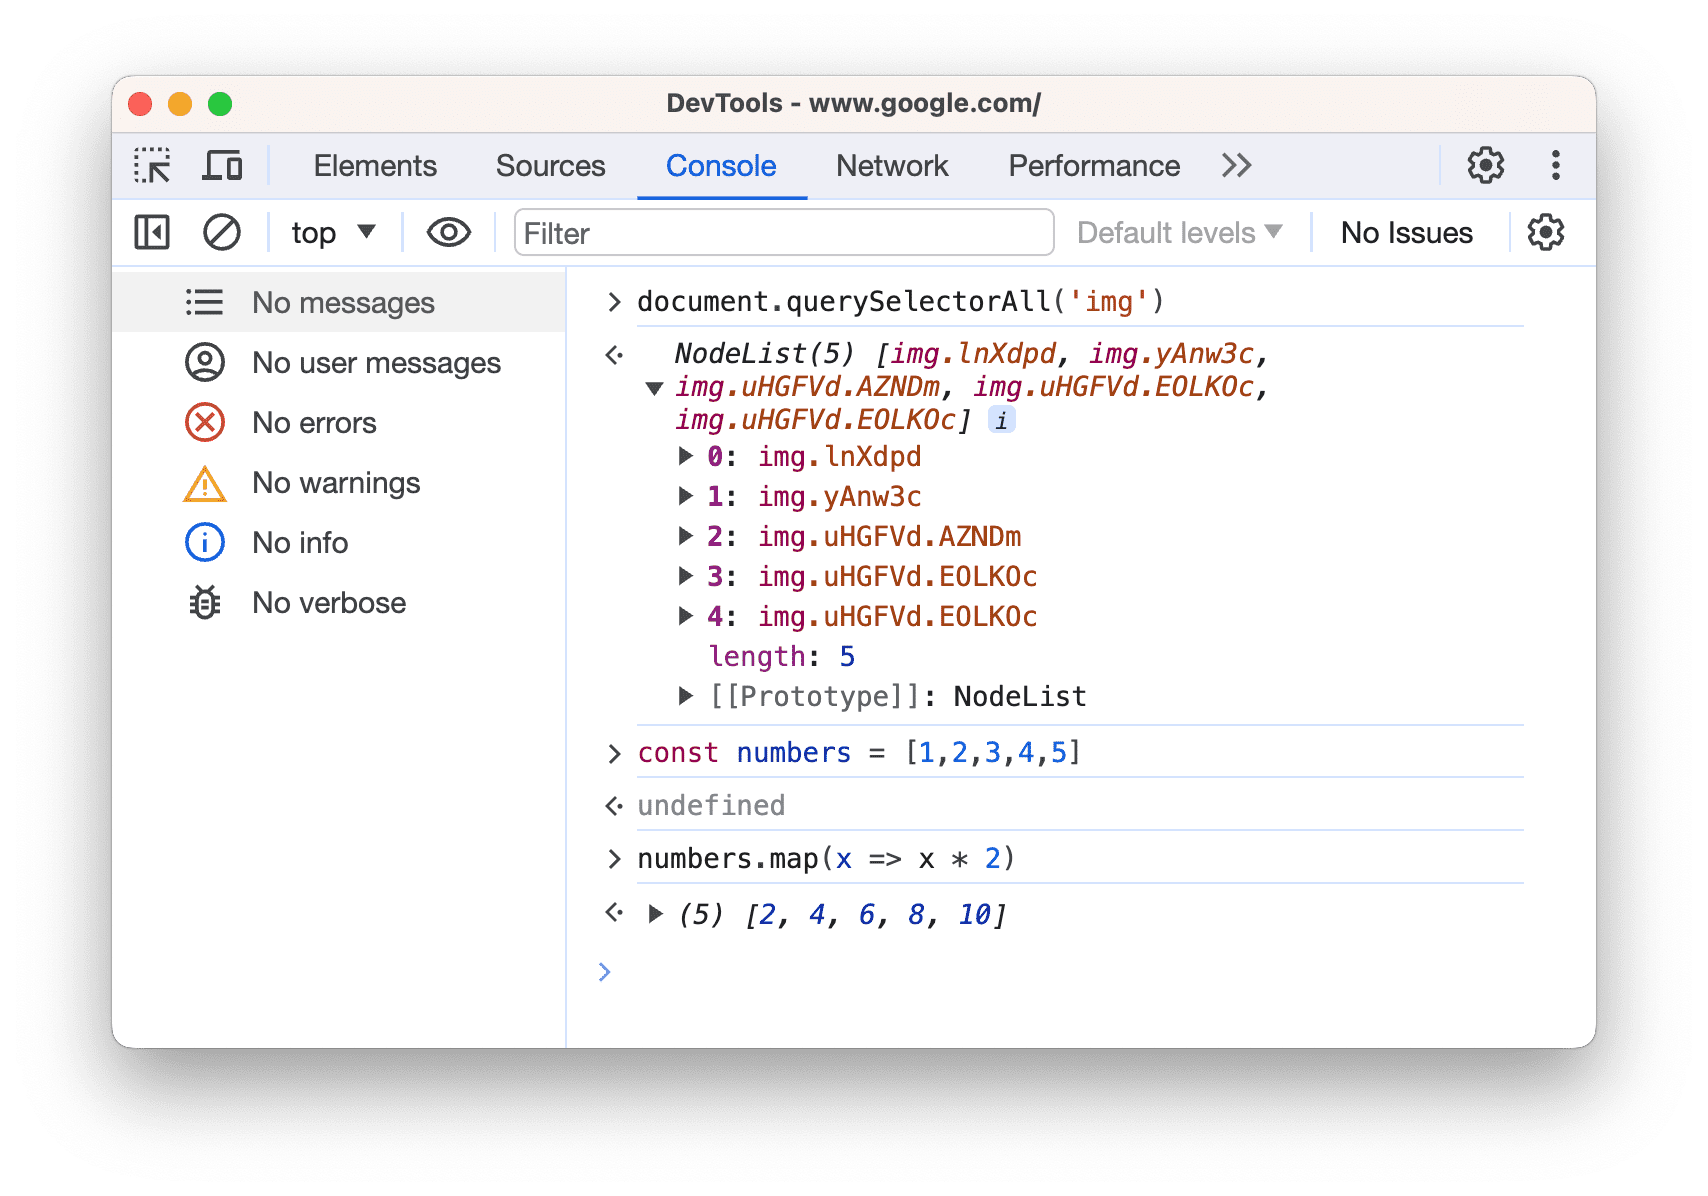 DevTools - www.google.com/
Elements Sources Console Network Performance
top Filter Default levels No Issues
No messages
No user messages
No errors
No warnings
No info
No verbose
document.querySelectorAll('img')
NodeList(5) [img.lnXdpd, img.yAnw3c,
img.uHGFVd.AZNDm, img.uHGFVd.EOLKOc,
img.uHGFVd.EOLKOc] i
0: img.lnXdpd
1: img.yAnw3c
2: img.uHGFVd.AZNDm
3: img.uHGFVd.EOLKOc
4: img.uHGFVd.EOLKOc
length: 5
[[Prototype]]: NodeList
const numbers = [1,2,3,4,5]
undefined
numbers.map(x => x * 2)
(5) [2, 4, 6, 8, 10]